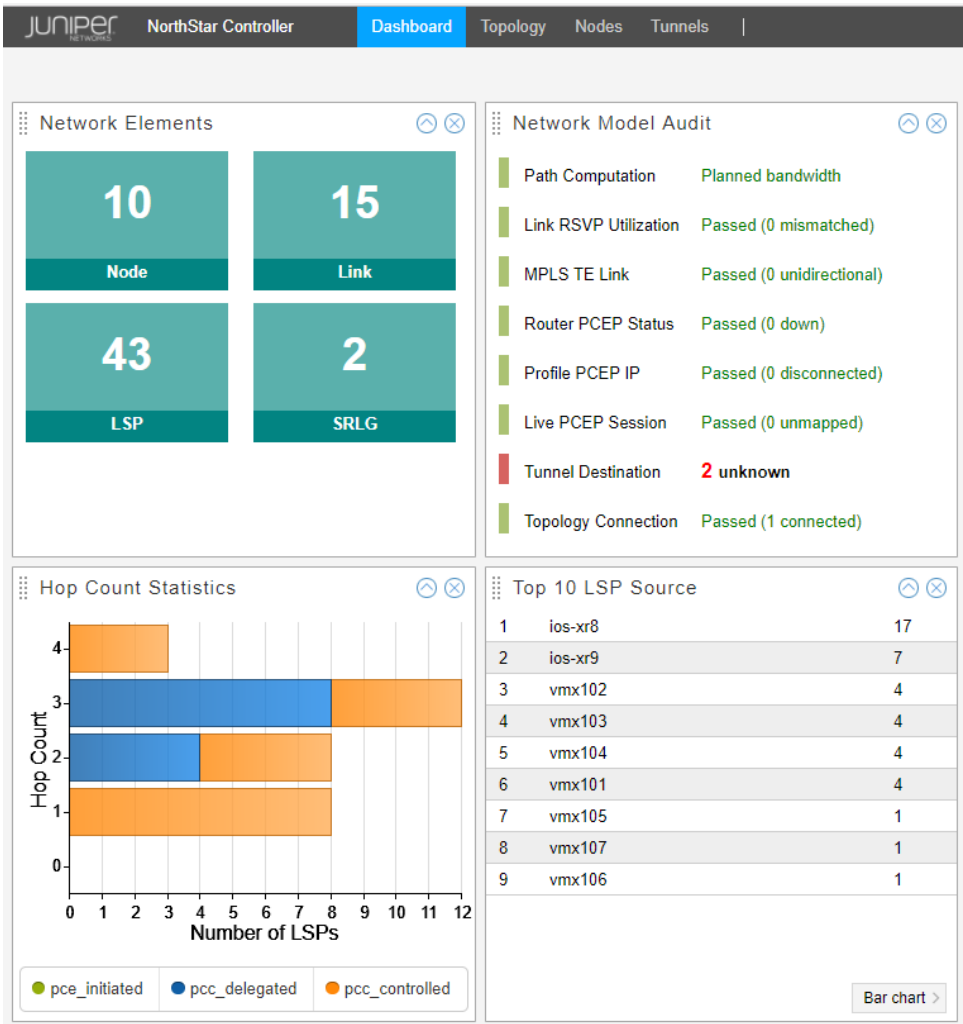 JUNIPER NETWORKS NorthStar Controller Dashboard Topology Nodes Tunnels
Network Elements
10
Node
15
Link
43
LSP
2
SRLG
Network Model Audit
Path Computation Planned bandwidth
Link RSVP Utilization Passed (0 mismatched)
MPLS TE Link Passed (0 unidirectional)
Router PCEP Status Passed (0 down)
Profile PCEP IP Passed (0 disconnected)
Live PCEP Session Passed (0 unmapped)
Tunnel Destination 2 unknown
Topology Connection Passed (1 connected)
Hop Count Statistics
Hop Count
4
3
2
1
0
0 1 2 3 4 5 6 7 8 9 10 11 12
Number of LSPs
pce_initiated pcc_delegated pcc_controlled
Top 10 LSP Source
1 ios-xr8 17
2 ios-xr9 7
3 vmx102 4
4 vmx103 4
5 vmx104 4
6 vmx101 4
7 vmx105 1
8 vmx107 1
9 vmx106 1
Bar chart